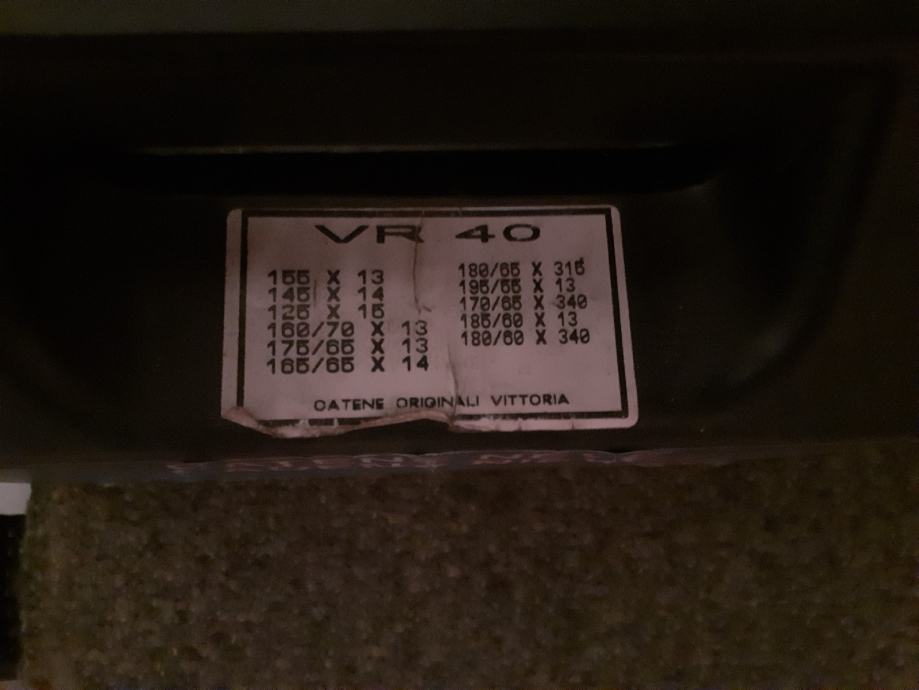 VR 40
155 X 13
145 X 14
125 X 15
160/70 X 13
175/65 X 13
165/65 X 14
180/65 X 315
195/55 X 13
170/65 X 340
185/60 X 13
180/60 X 340
CATENE ORIGINALI VITTORIA